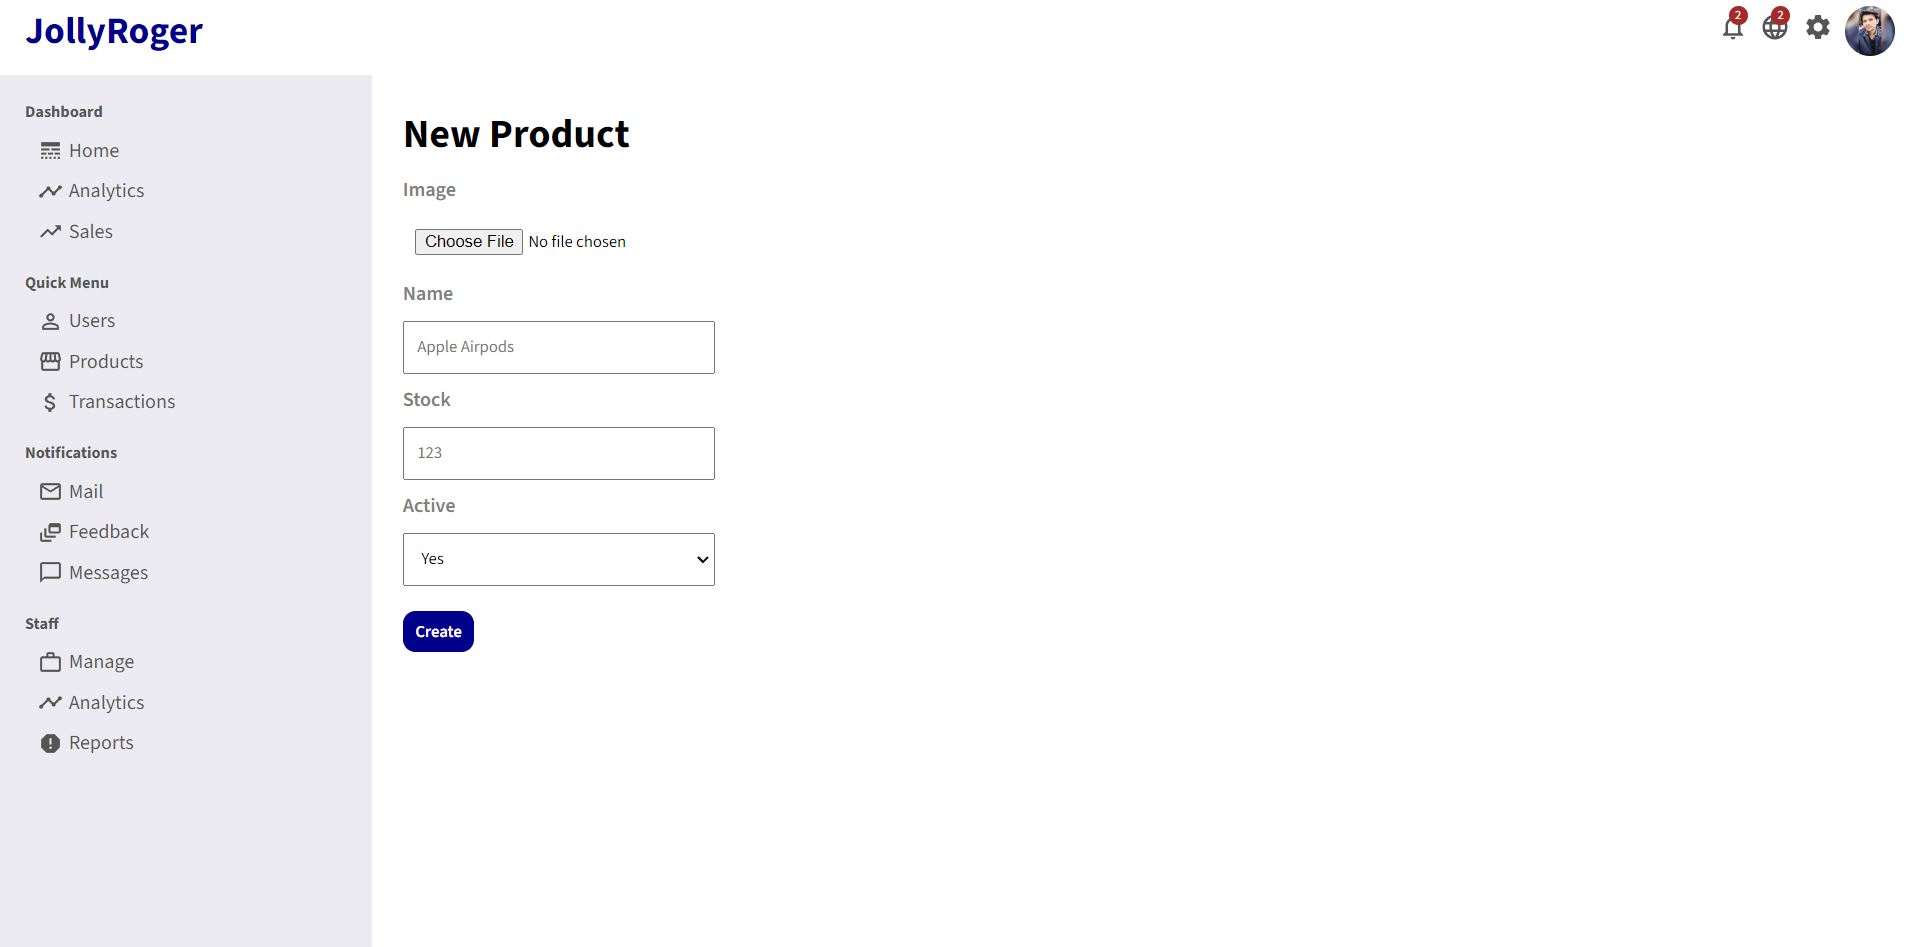 JollyRoger
2
2
Dashboard
Home
Analytics
Sales
Quick Menu
Users
Products
Transactions
Notifications
Mail
Feedback
Messages
Staff
Manage
Analytics
Reports
New Product
Image
Choose File No file chosen
Name
Apple Airpods
Stock
123
Active
Yes
Create